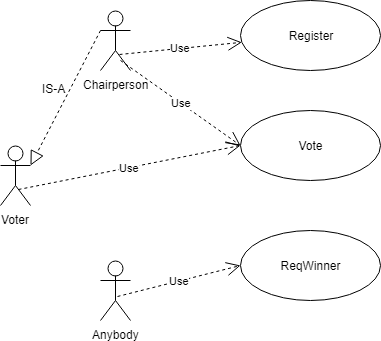 Use
Register
IS-A
Chairperson
Use
Vote
Use
Voter
Use
ReqWinner
Anybody